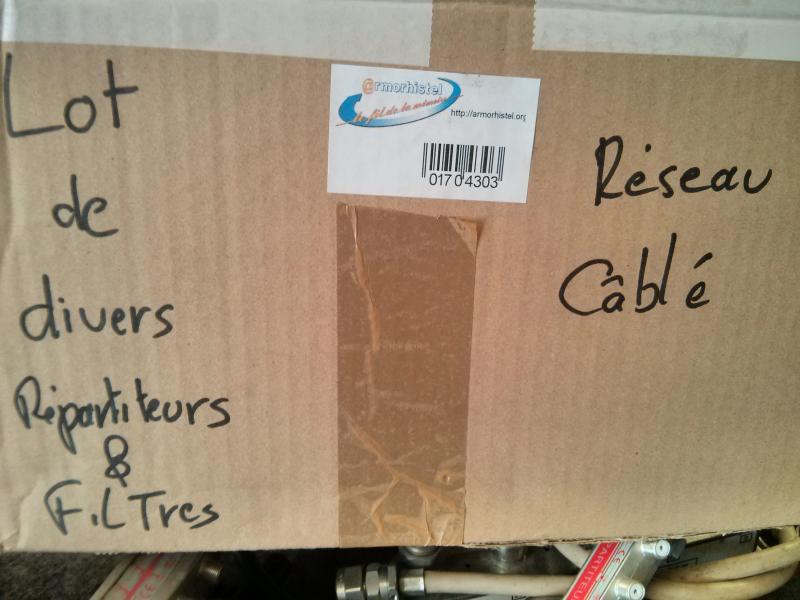 Lot
de
divers
Répartiteurs
&
FiLTres
@rmorhistel
le fil de la mémoire
http://armorhistel.org
01704303
Réseau
Câblé